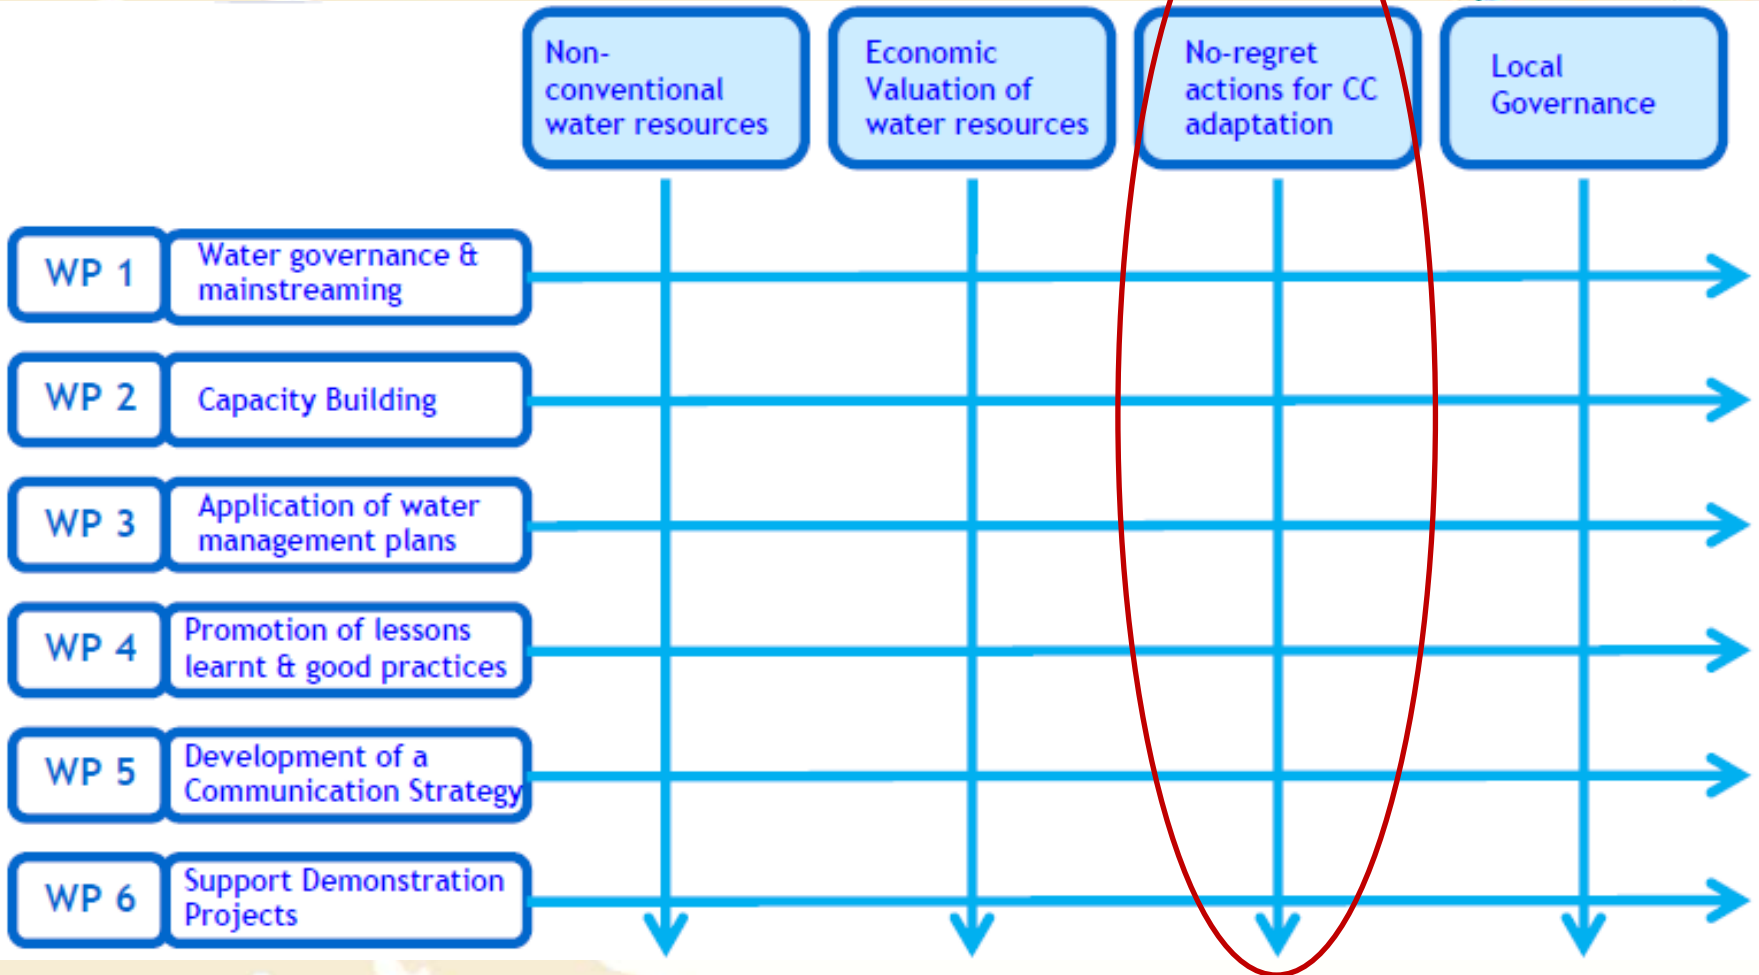 Non-
conventional
water resources
Economic
Valuation of
water resources
No-regret
actions for CC
adaptation
Local
Governance
WP 1
Water governance &
mainstreaming
WP 2
Capacity Building
WP 3
Application of water
management plans
WP 4
Promotion of lessons
learnt & good practices
WP 5
Development of a
Communication Strategy
WP 6
Support Demonstration
Projects